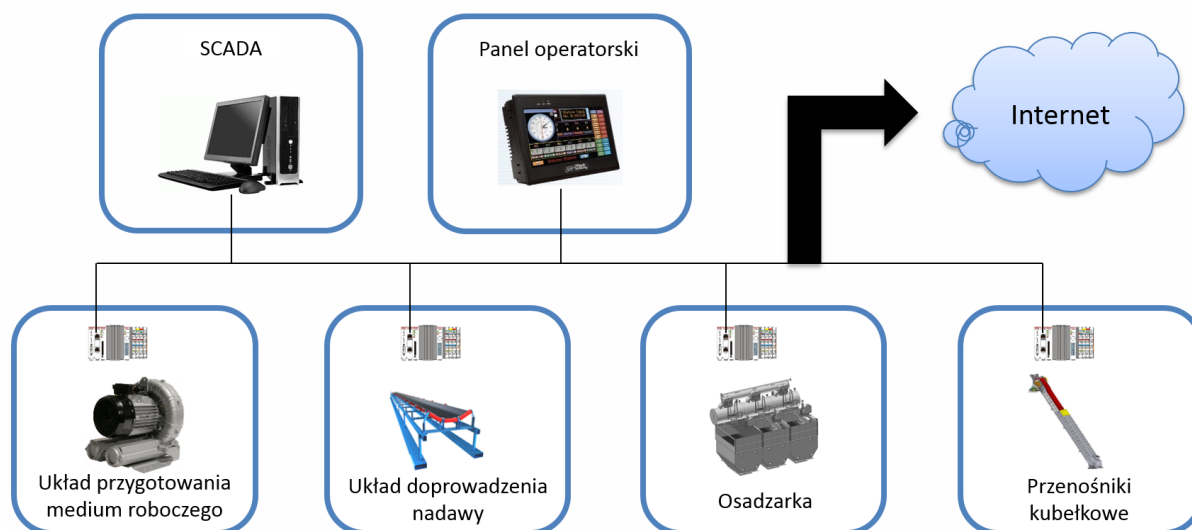 SCADA
Panel operatorski
Internet
Układ przygotowania
medium roboczego
Układ doprowadzenia
nadawy
Osadzarka
Przenośniki
kubełkowe